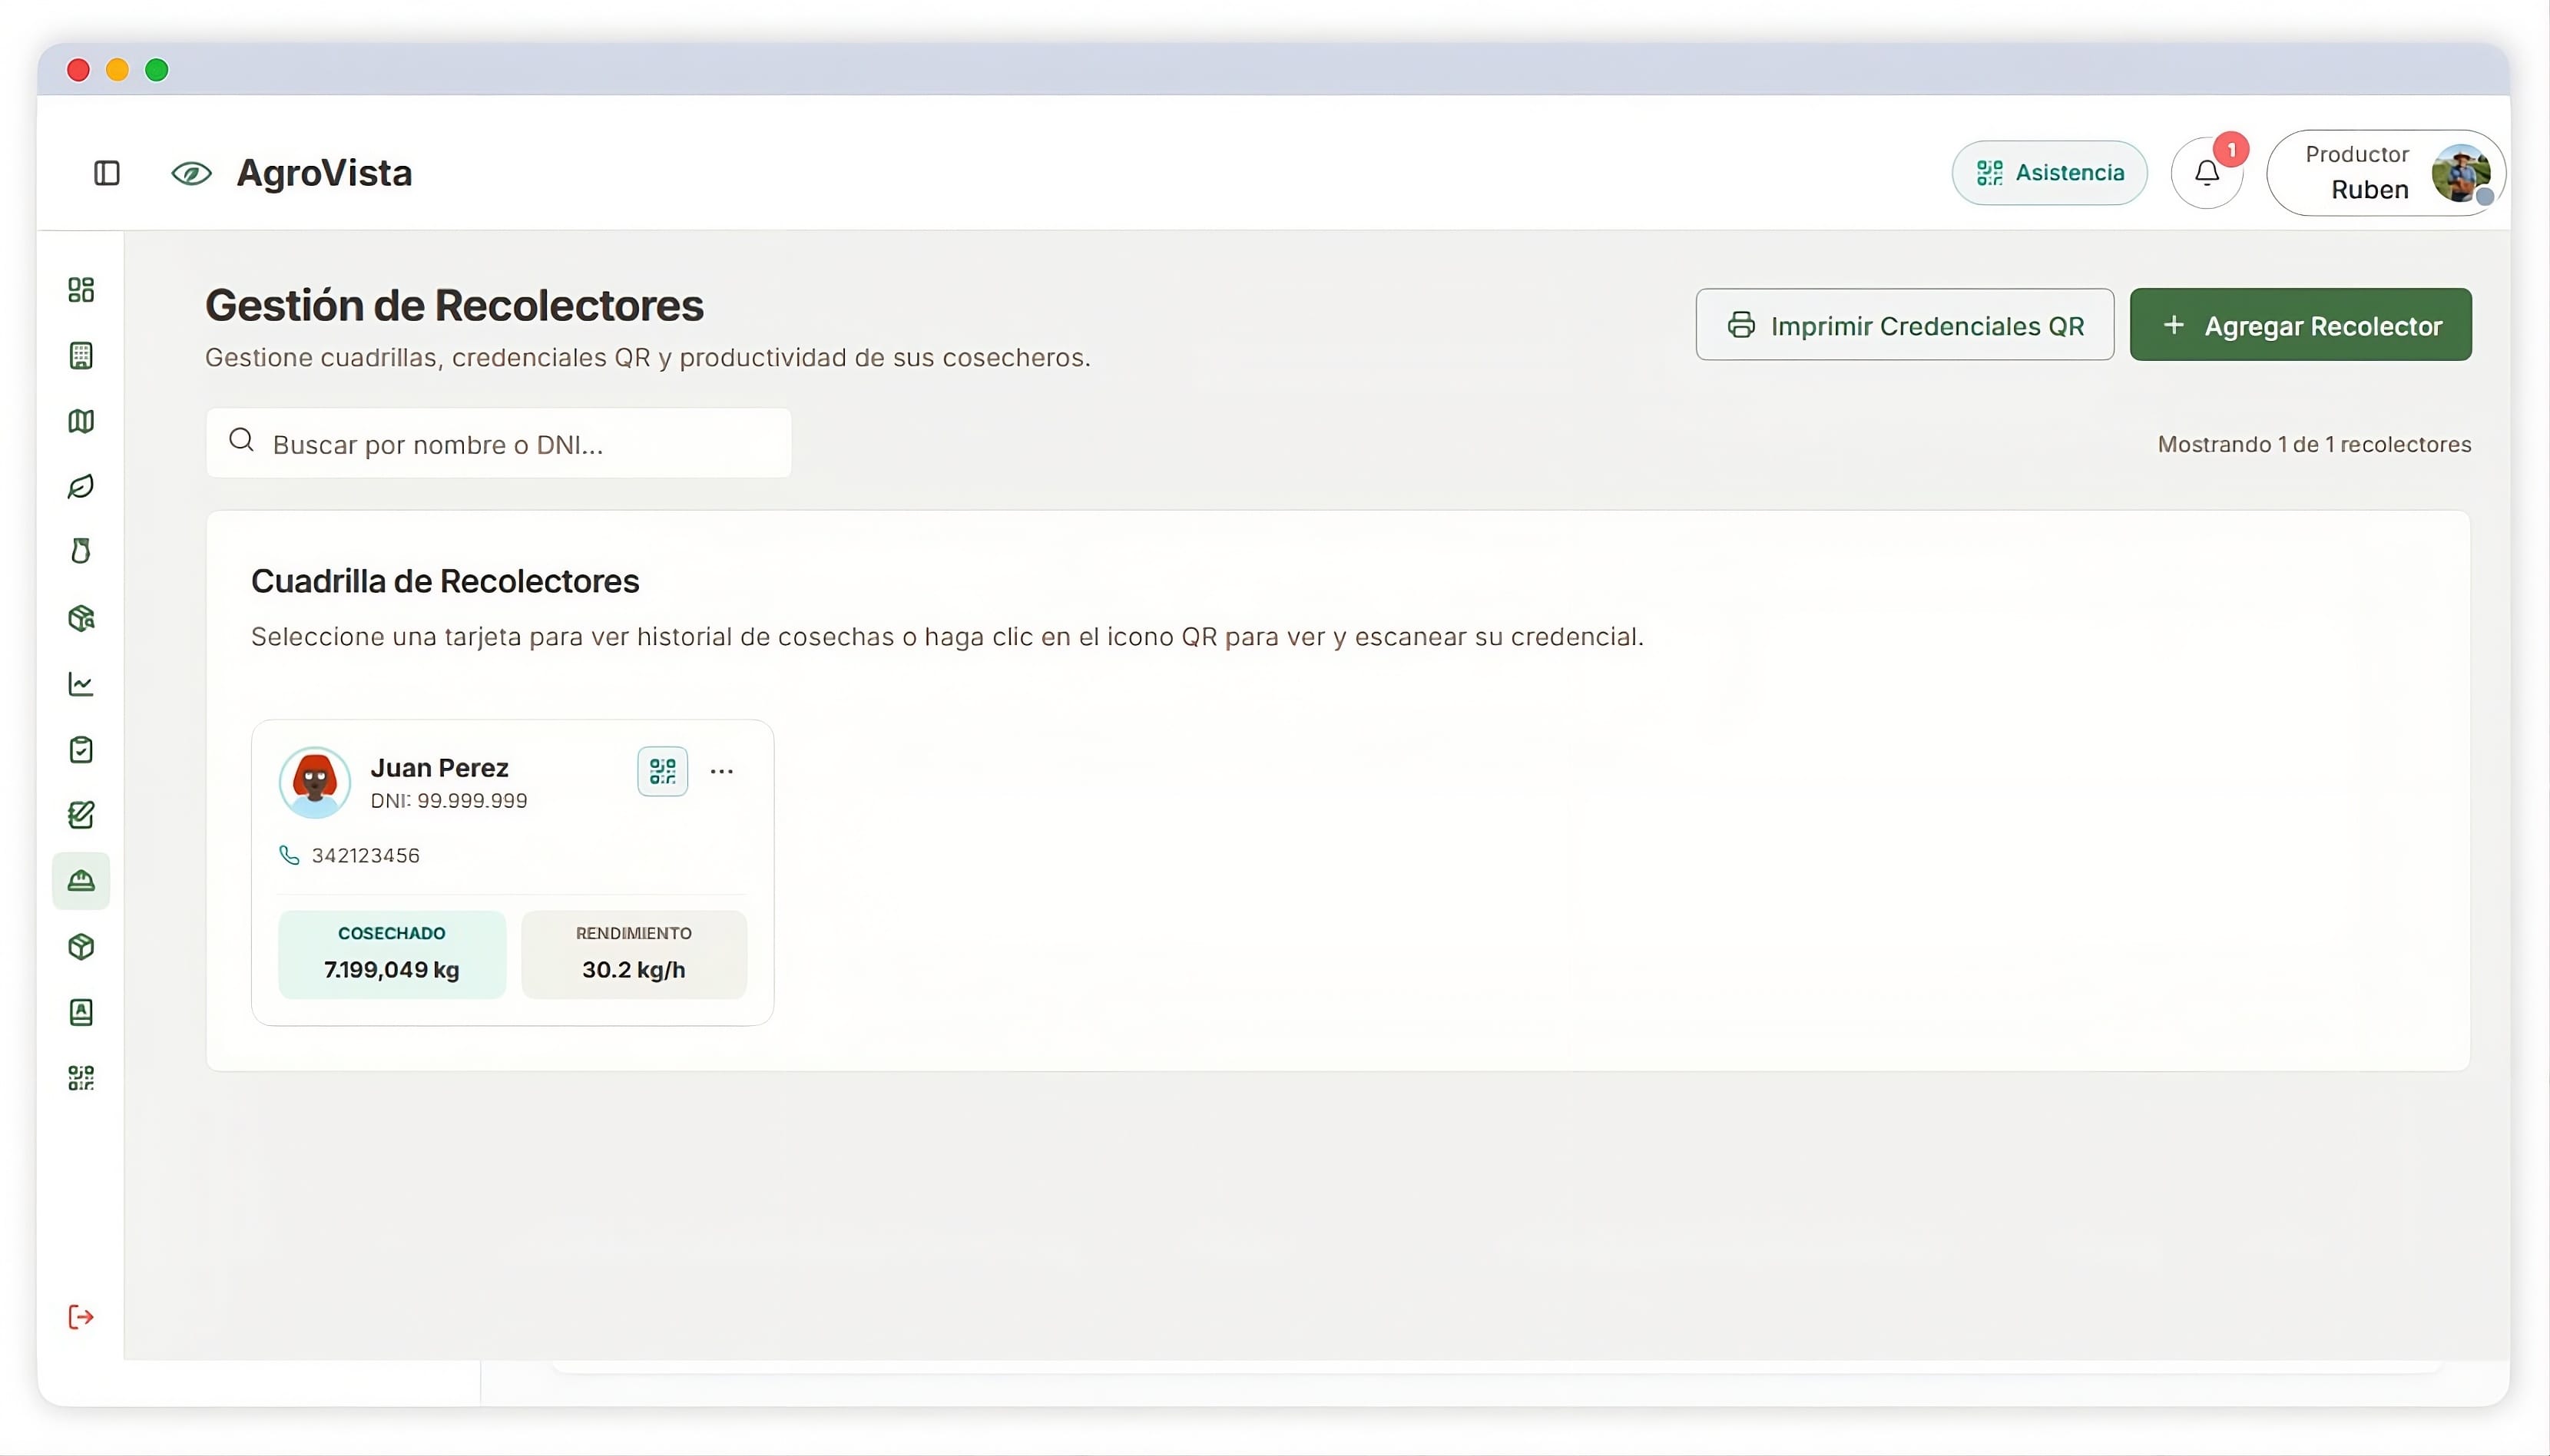 AgroVista
Asistencia
1
Productor
Ruben
Gestión de Recolectores
Gestione cuadrillas, credenciales QR y productividad de sus cosecheros.
Imprimir Credenciales QR
+ Agregar Recolector
Buscar por nombre o DNI...
Mostrando 1 de 1 recolectores
Cuadrilla de Recolectores
Seleccione una tarjeta para ver historial de cosechas o haga clic en el icono QR para ver y escanear su credencial.
Juan Perez
DNI: 99.999.999
342123456
COSECHADO
7.199,049 kg
RENDIMIENTO
30.2 kg/h